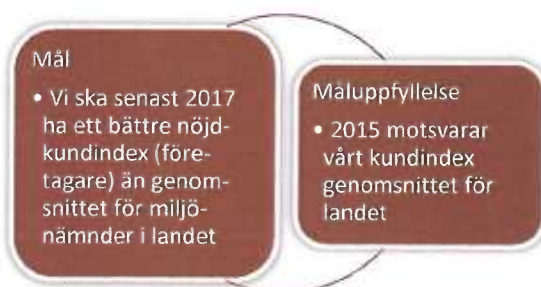 Mål
• Vi ska senast 2017
ha ett bättre nöjd-
kundindex (före-
tagare) än genom-
snittet för miljö-
nämnder i landet
Måluppfyllelse
• 2015 motsvarar
vårt kundindex
genomsnittet för
landet